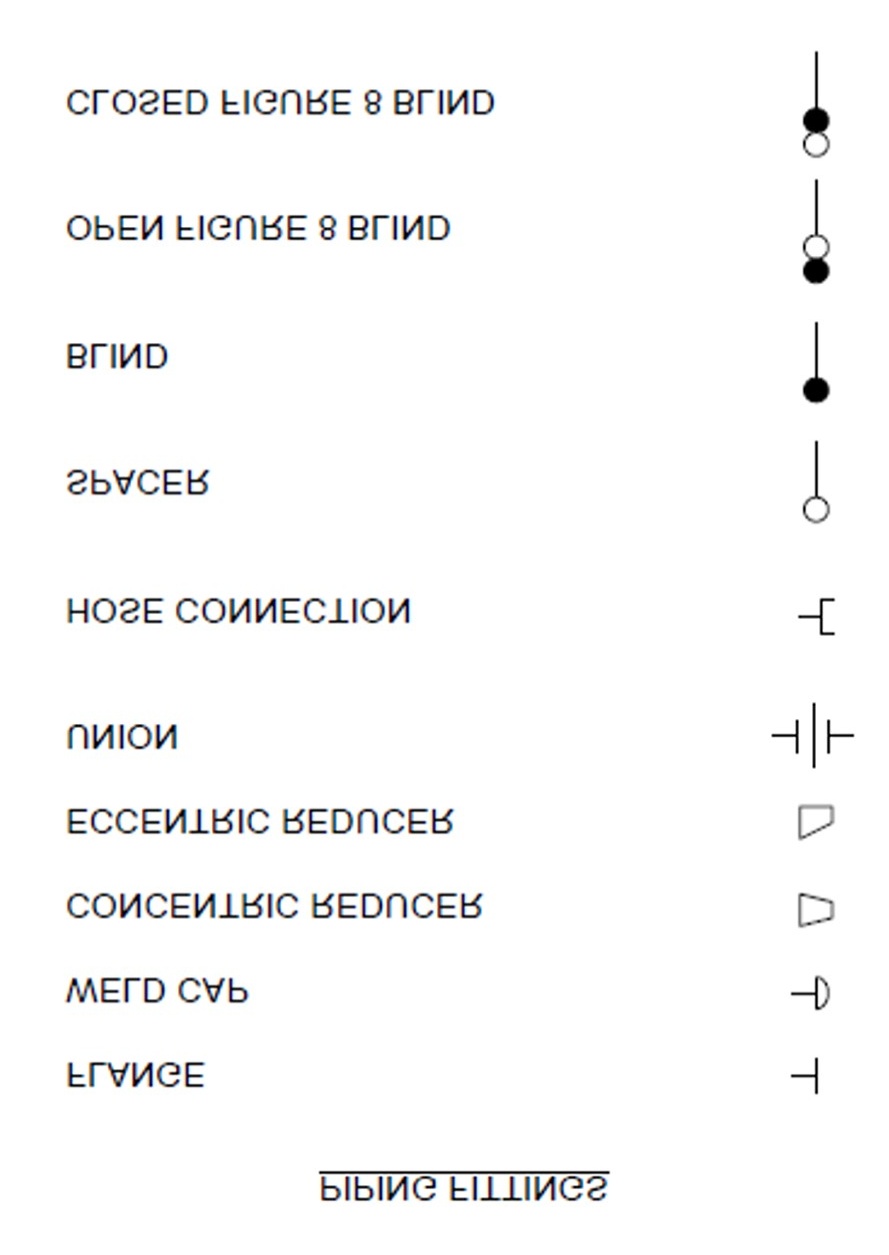 PIPING FITTINGS
FLANGE
WELD CAP
CONCENTRIC REDUCER
ECCENTRIC REDUCER
UNION
HOSE CONNECTION
SPACER
BLIND
OPEN FIGURE 8 BLIND
CLOSED FIGURE 8 BLIND